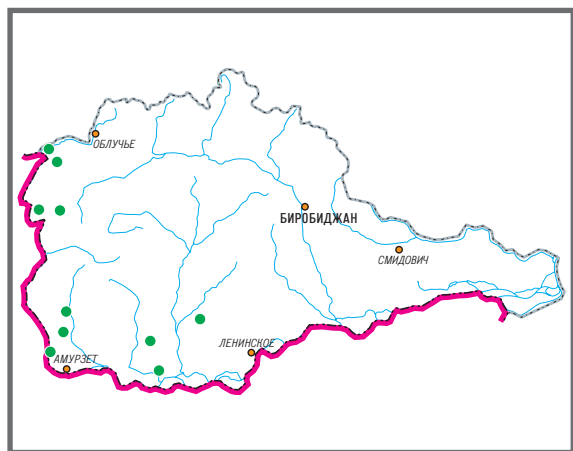 ОБЛУЧЬЕ
БИРОБИДЖАН
СМИДОВИЧ
ЛЕНИНСКОЕ
АМУРЗЕТ